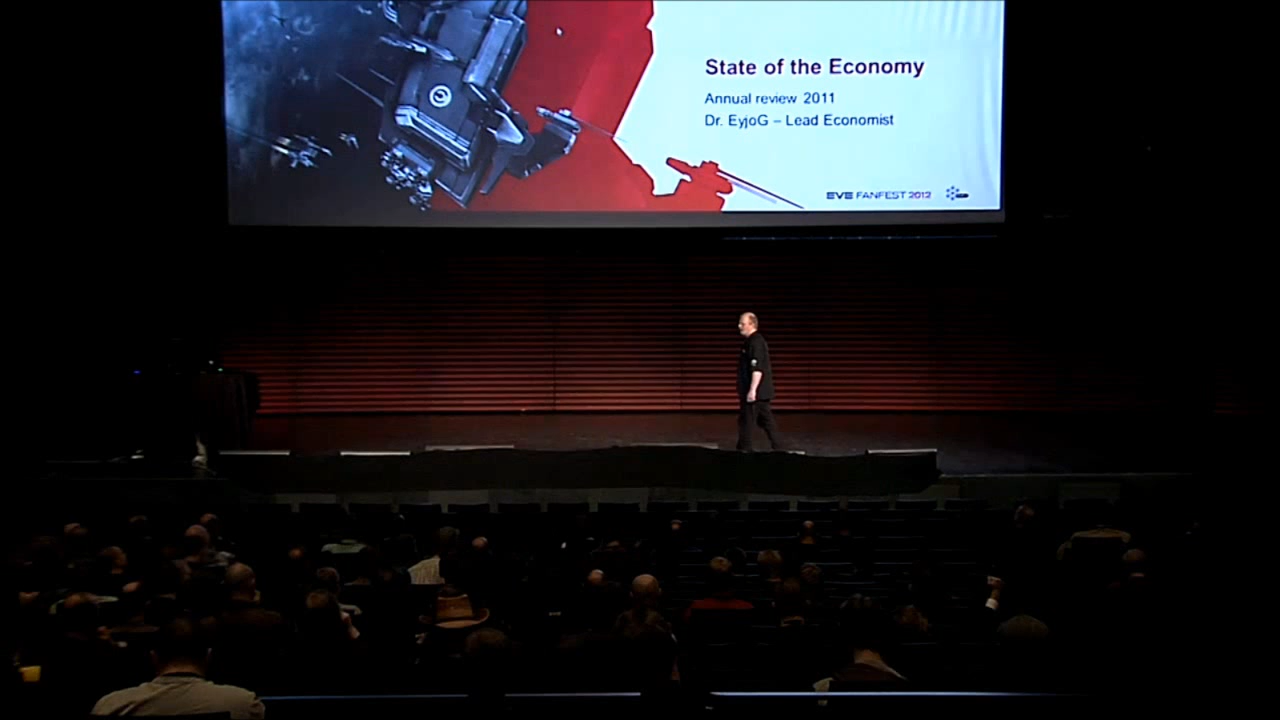 State of the Economy
Annual review 2011
Dr. EyjoG – Lead Economist
EVE FANFEST 2012